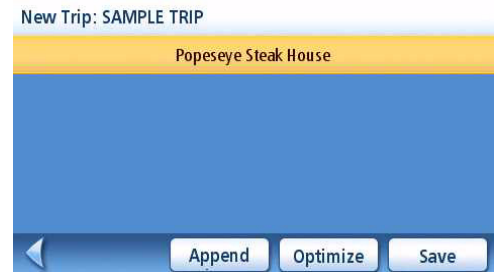 New Trip: SAMPLE TRIP
Popeseye Steak House
Append
Optimize
Save